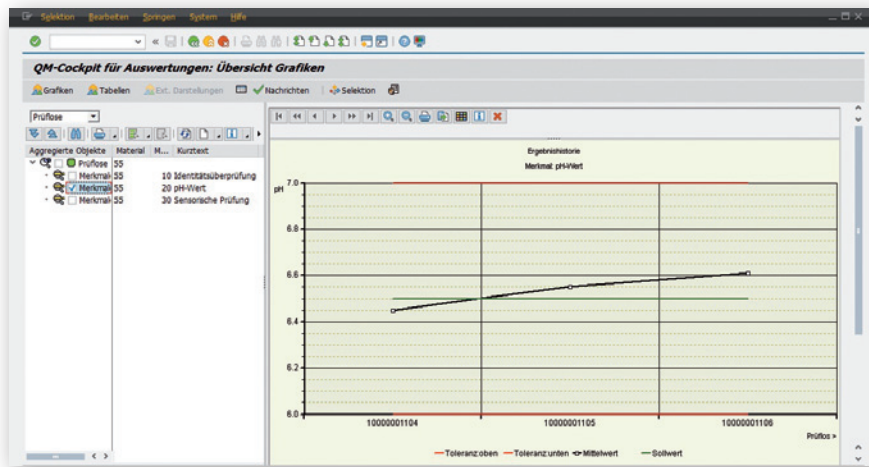 Selektion Bearbeiten Springen System Hilfe
QM-Cockpit für Auswertungen: Übersicht Grafiken
Grafiken Tabellen Ext. Darstellungen Nachrichten Selektion
Prüflose
Aggregierte Objekte Material M... Kurztext
Prüflose 55
Merkmal 55 10 Identitätsüberprüfung
Merkmal 55 20 pH-Wert
Merkmal 55 30 Sensorische Prüfung
Ergebnishistorie
Merkmal: pH-Wert
pH
7.0
6.8
6.6
6.4
6.2
6.0
10000001104 10000001105 10000001106
Prüflos >
Toleranz:oben Toleranz:unten Mittelwert Sollwert